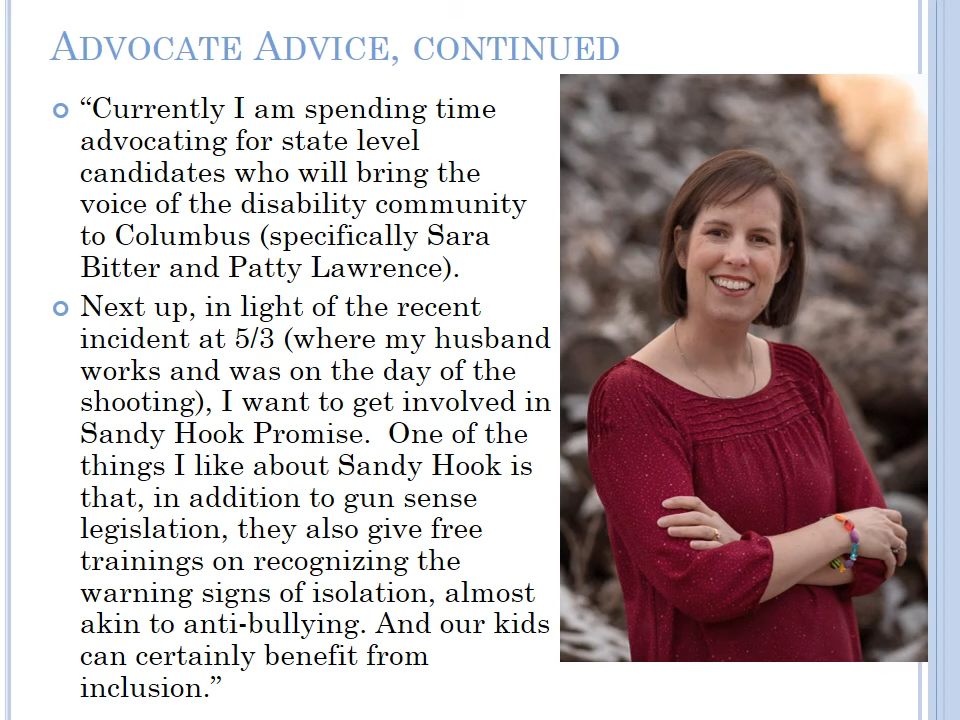 ADVOCATE ADVICE, CONTINUED
“Currently I am spending time
advocating for state level
candidates who will bring the
voice of the disability community
to Columbus (specifically Sara
Bitter and Patty Lawrence).
Next up, in light of the recent
incident at 5/3 (where my husband
works and was on the day of the
shooting), I want to get involved in
Sandy Hook Promise.  One of the
things I like about Sandy Hook is
that, in addition to gun sense
legislation, they also give free
trainings on recognizing the
warning signs of isolation, almost
akin to anti-bullying. And our kids
can certainly benefit from
inclusion.”